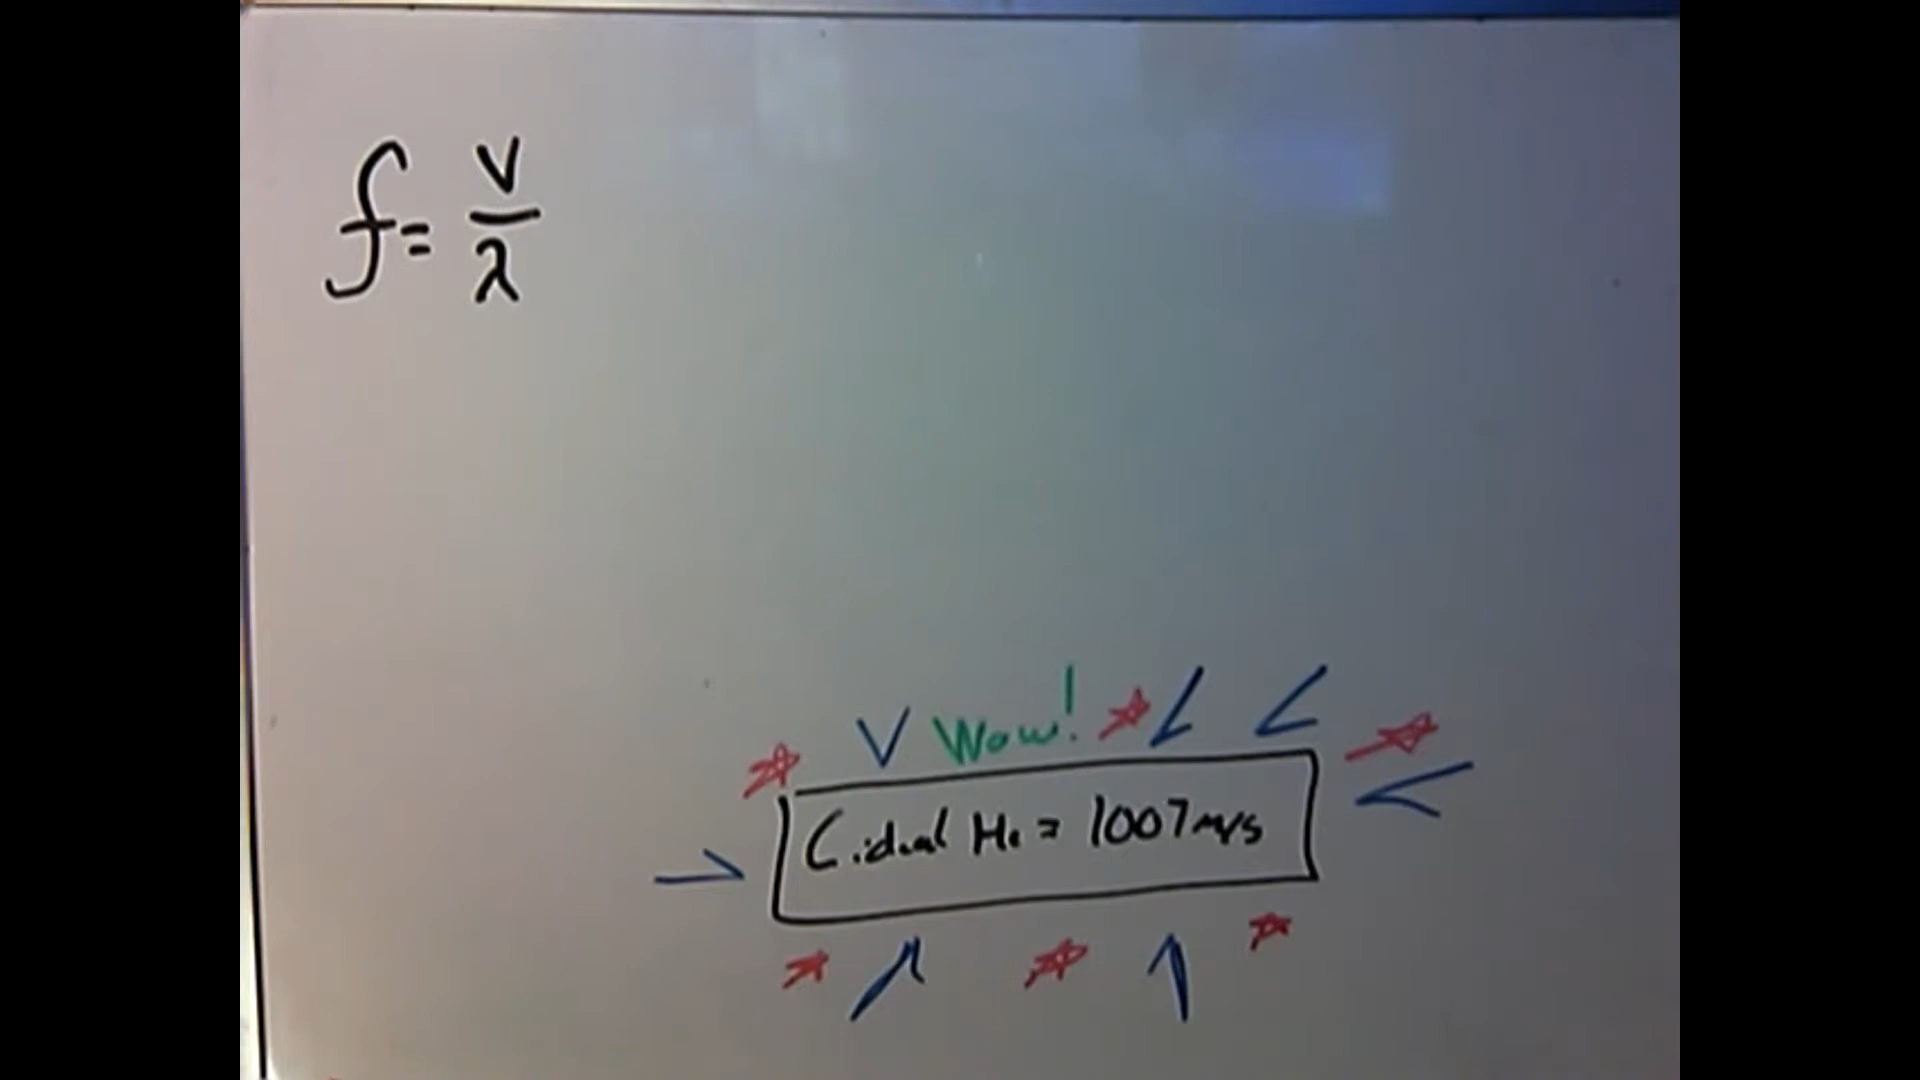 f = v/λ
Wow!
C ideal He = 1007 m/s